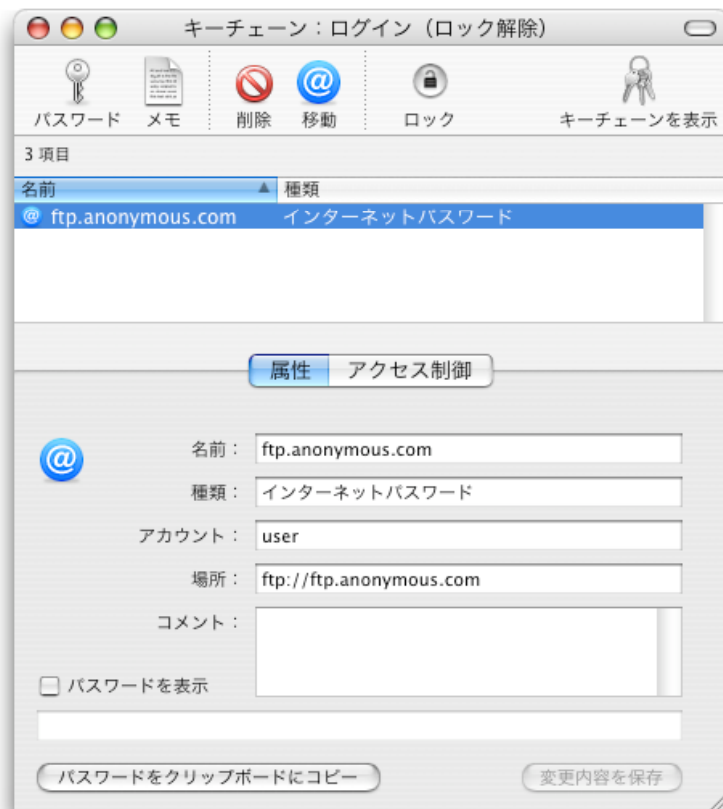 キーチェーン：ログイン（ロック解除）
パスワード メモ 削除 移動 ロック キーチェーンを表示
3 項目
名前 種類
ftp.anonymous.com インターネットパスワード
属性 アクセス制御
名前： ftp.anonymous.com
種類： インターネットパスワード
アカウント： user
場所： ftp://ftp.anonymous.com
コメント：
パスワードを表示
パスワードをクリップボードにコピー 変更内容を保存